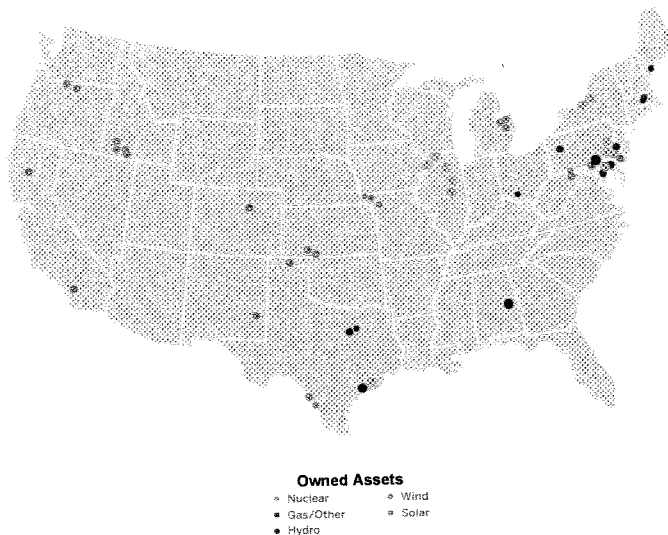 Owned Assets
Nuclear
Wind
Gas/Other
Solar
Hydro